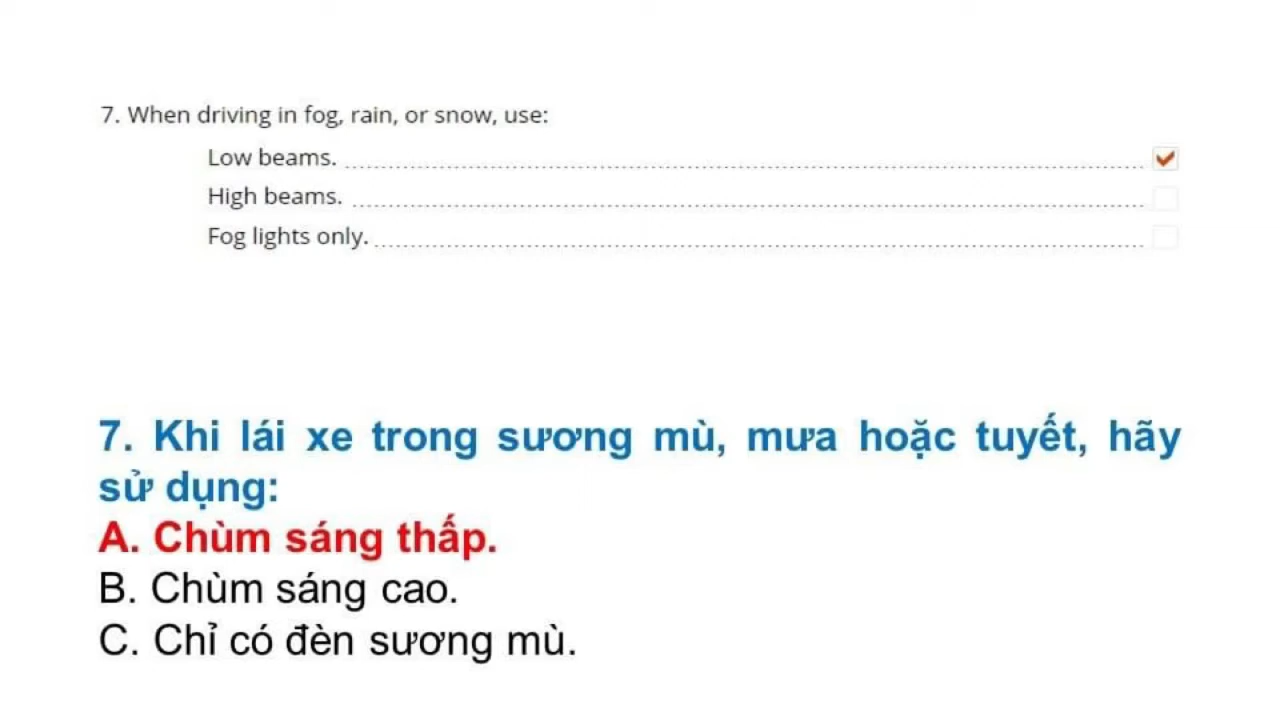 7. When driving in fog, rain, or snow, use:
Low beams.
High beams.
Fog lights only.
7. Khi lái xe trong sương mù, mưa hoặc tuyết, hãy
sử dụng:
A. Chùm sáng thấp.
B. Chùm sáng cao.
C. Chỉ có đèn sương mù.